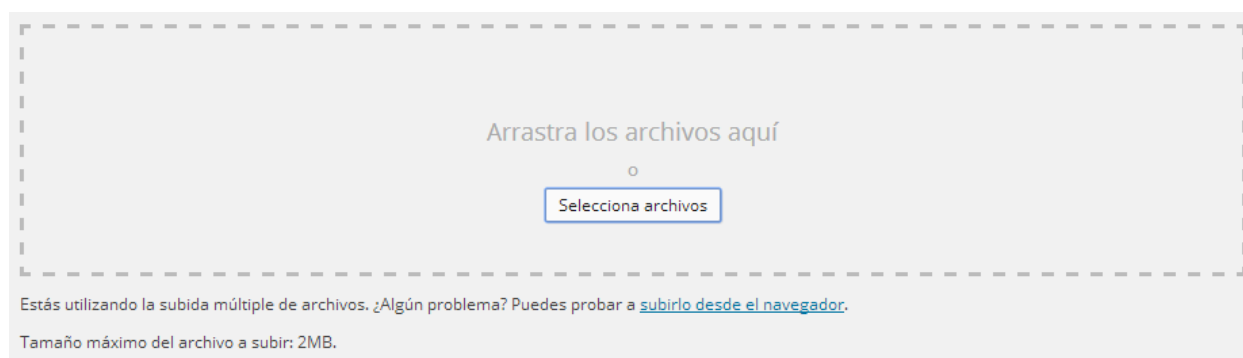 Arrastra los archivos aquí
o
Selecciona archivos
Estás utilizando la subida múltiple de archivos. ¿Algún problema? Puedes probar a subirlo desde el navegador.
Tamaño máximo del archivo a subir: 2MB.